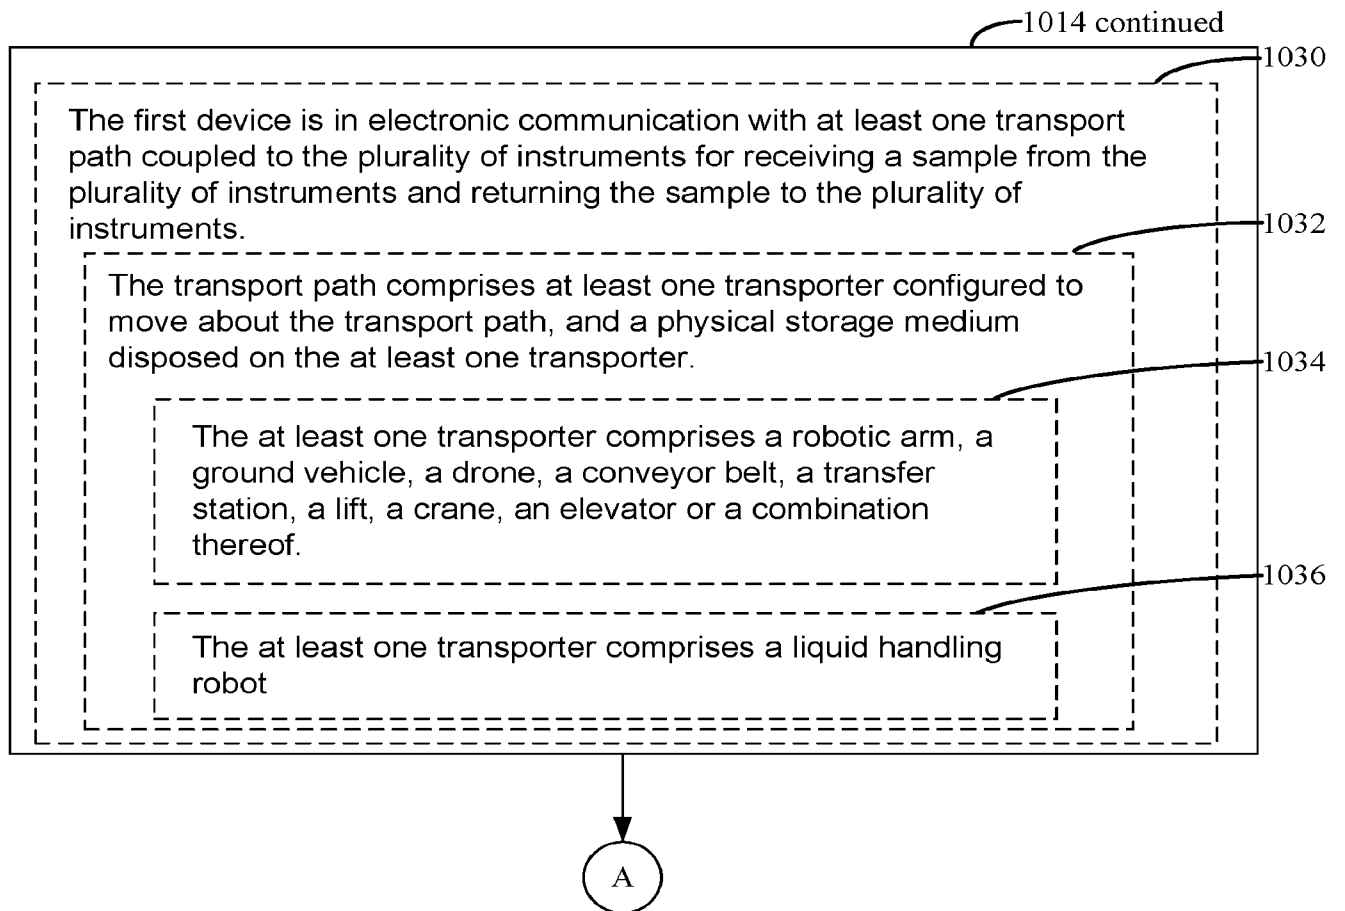 1014 continued
1030
The first device is in electronic communication with at least one transport
path coupled to the plurality of instruments for receiving a sample from the
plurality of instruments and returning the sample to the plurality of
instruments.
1032
The transport path comprises at least one transporter configured to
move about the transport path, and a physical storage medium
disposed on the at least one transporter.
1034
The at least one transporter comprises a robotic arm, a
ground vehicle, a drone, a conveyor belt, a transfer
station, a lift, a crane, an elevator or a combination
thereof.
1036
The at least one transporter comprises a liquid handling
robot
A